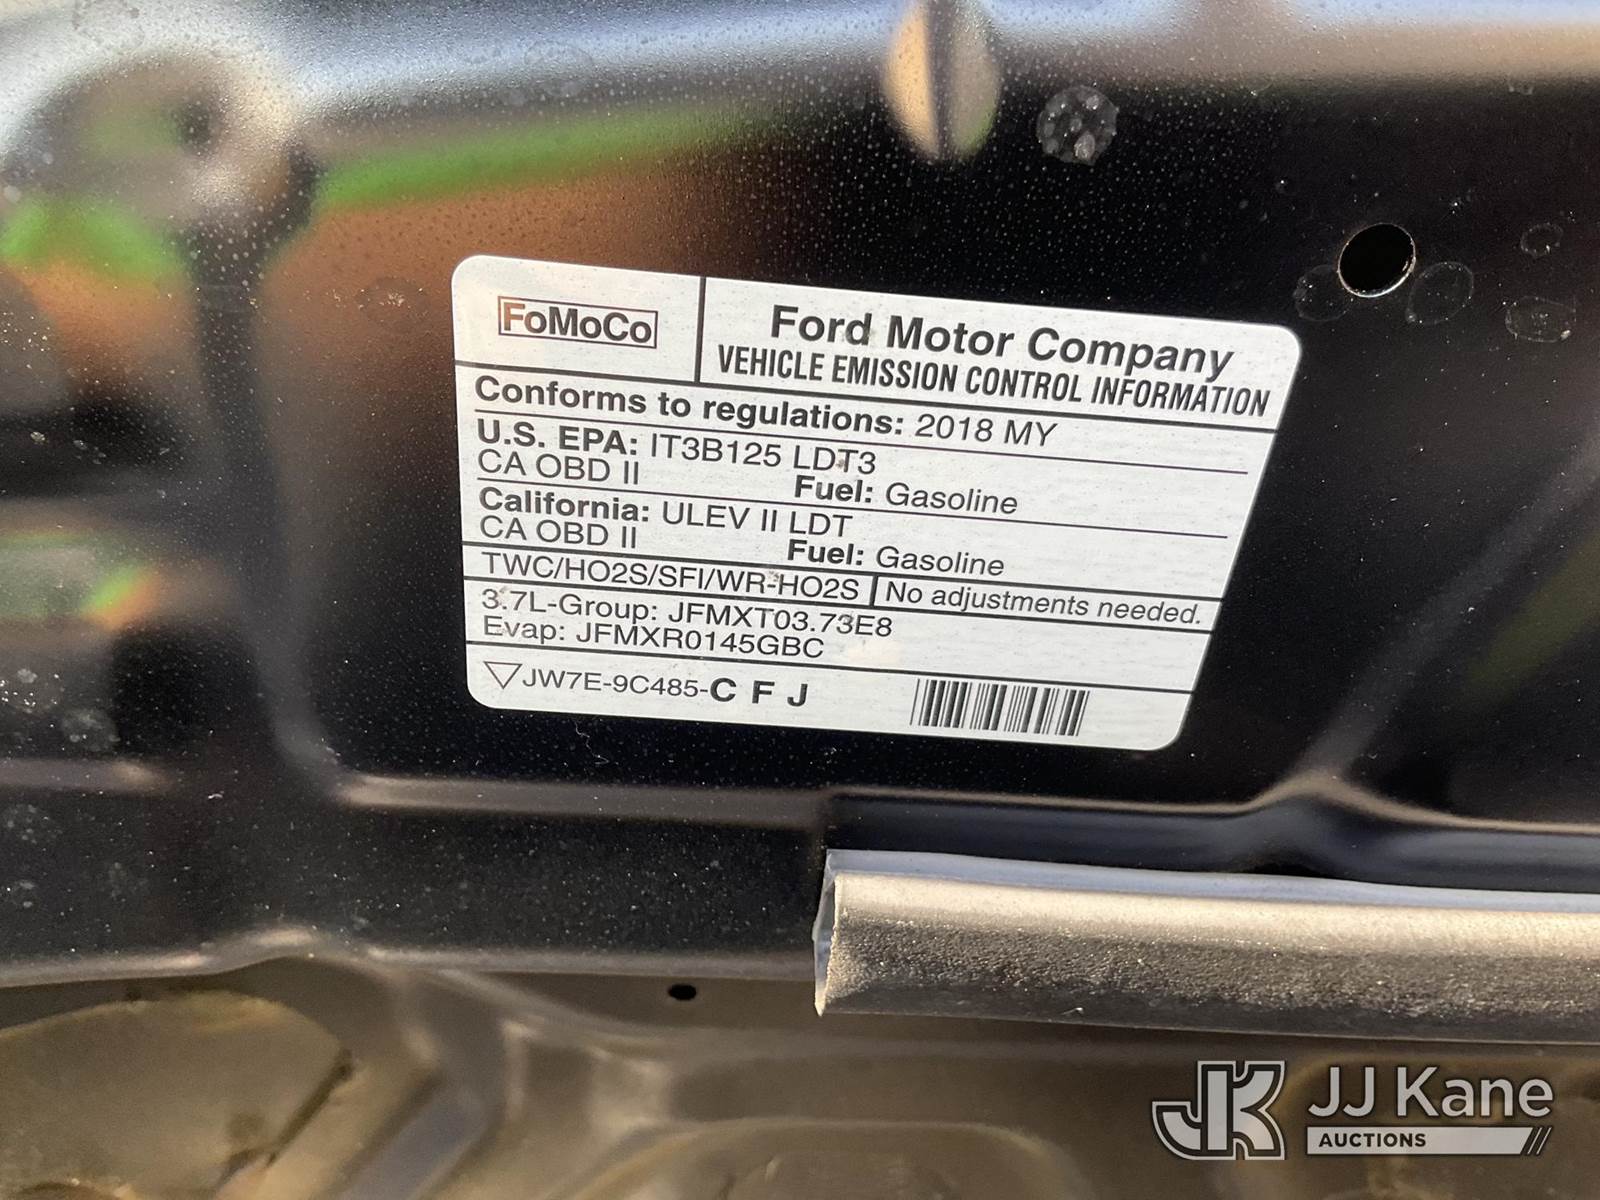 FoMoCo
Ford Motor Company
VEHICLE EMISSION CONTROL INFORMATION
Conforms to regulations: 2018 MY
U.S. EPA: IT3B125 LDT3
CA OBD II Fuel: Gasoline
California: ULEV II LDT
CA OBD II Fuel: Gasoline
TWC/HO2S/SFI/WR-HO2S No adjustments needed.
3.7L-Group: JFMXT03.73E8
Evap: JFMXR0145GBC
JW7E-9C485-C F J
JK JJ Kane
AUCTIONS